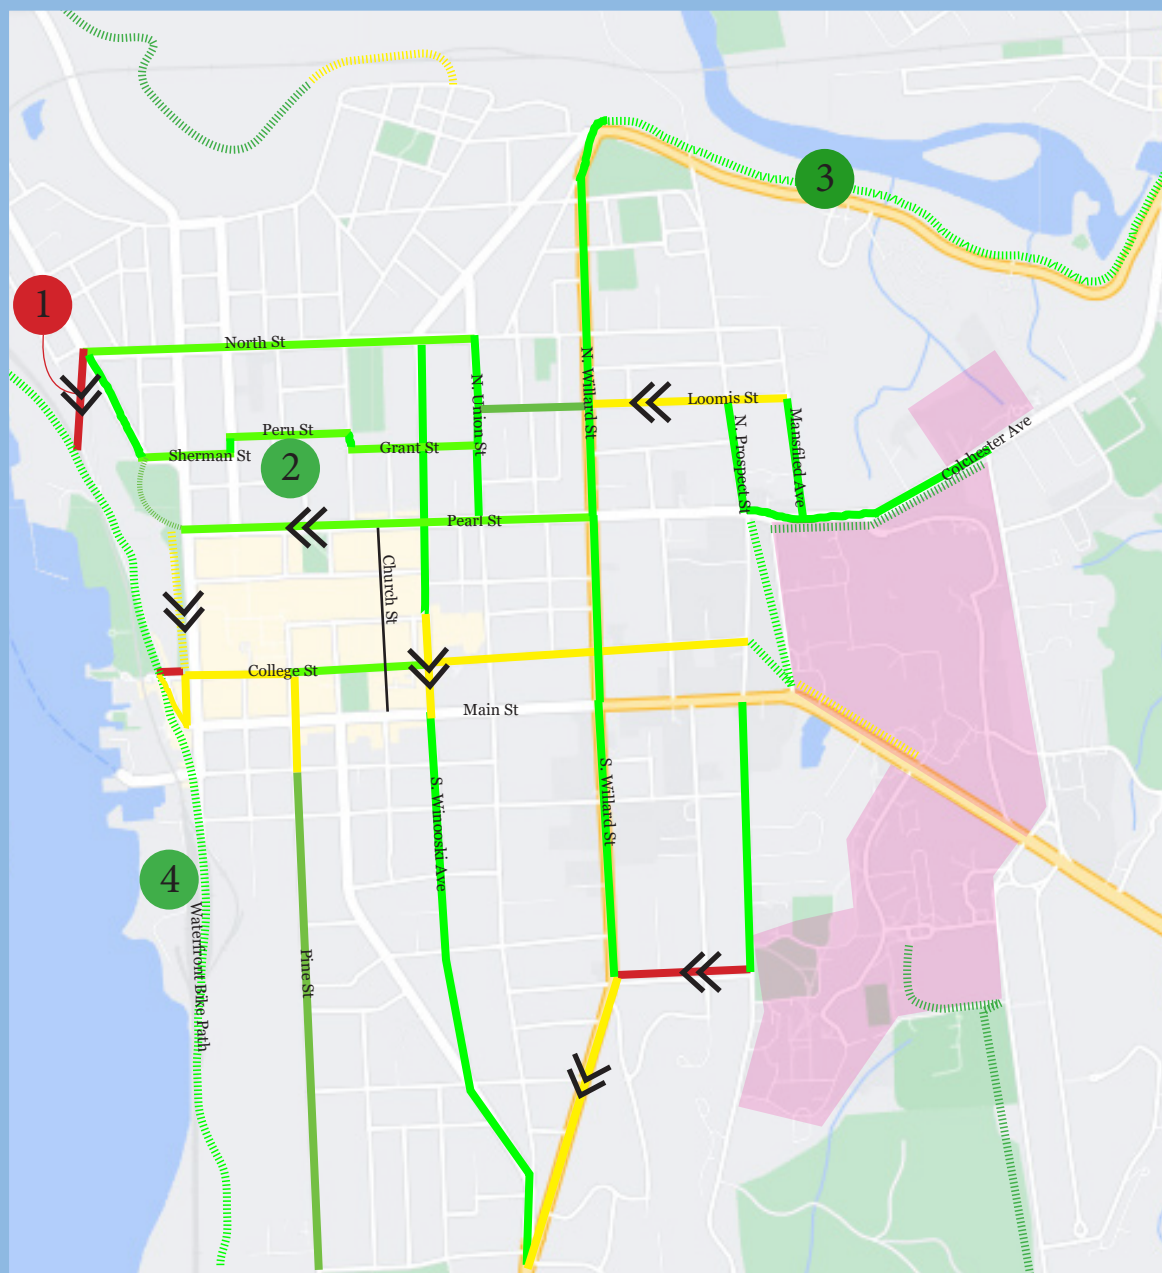 3
1
North St
N. Willard St
N. Union St
Loomis St
Mansfiled Ave
N. Prospect St
Peru St
Grant St
Sherman St
2
Colchester Ave
Pearl St
Church St
College St
Main St
S. Willard St
S. Winooski Ave
4
Waterfront Bike Path
Pine St